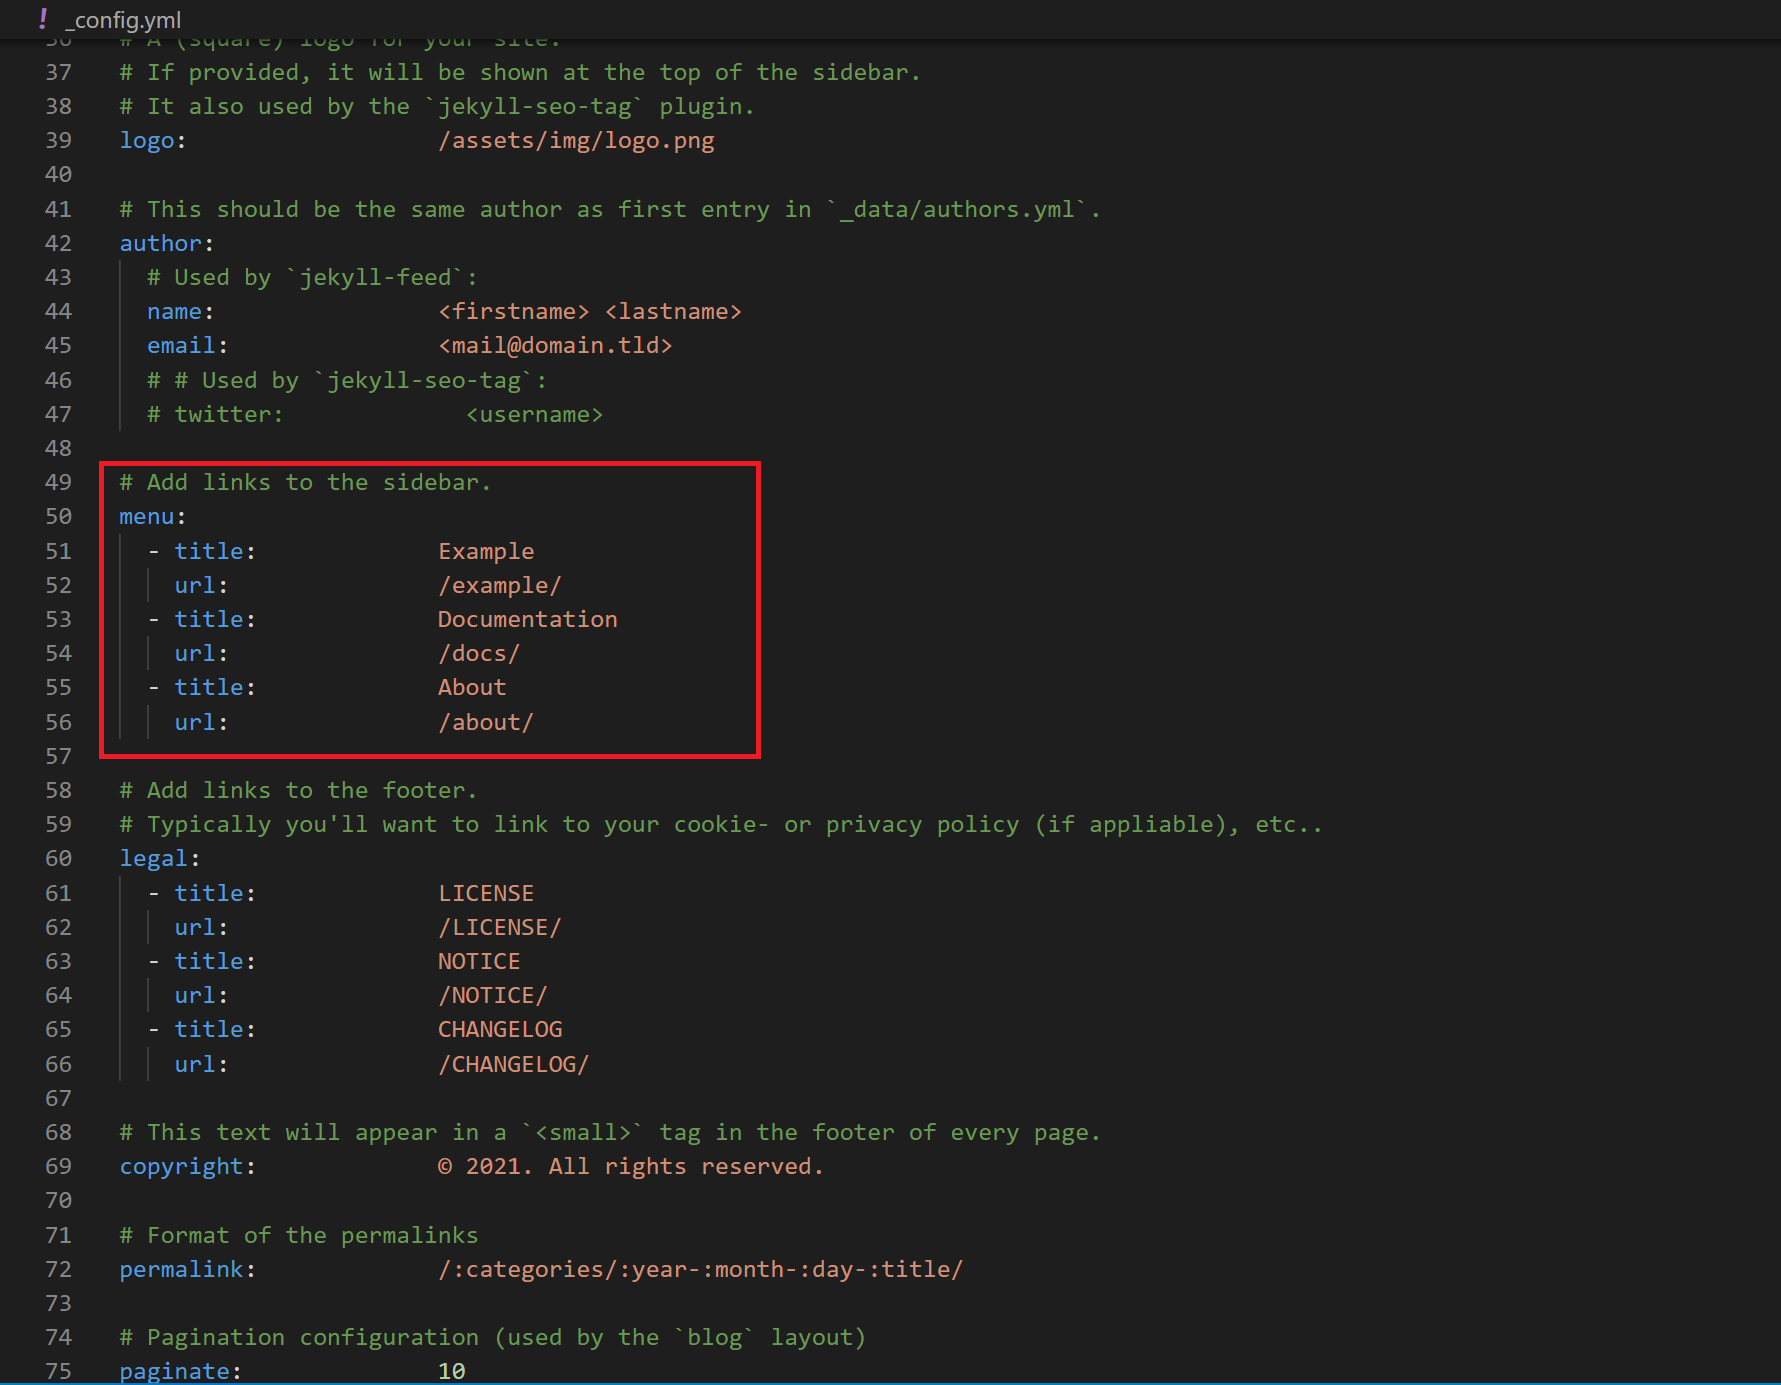 ! _config.yml
36 # A (square) logo for your site.
37 # If provided, it will be shown at the top of the sidebar.
38 # It also used by the `jekyll-seo-tag` plugin.
39 logo: /assets/img/logo.png
40
41 # This should be the same author as first entry in `_data/authors.yml`.
42 author:
43 # Used by `jekyll-feed`:
44 name: <firstname> <lastname>
45 email: <mail@domain.tld>
46 # # Used by `jekyll-seo-tag`:
47 # twitter: <username>
48
49 # Add links to the sidebar.
50 menu:
51 - title: Example
52 url: /example/
53 - title: Documentation
54 url: /docs/
55 - title: About
56 url: /about/
57
58 # Add links to the footer.
59 # Typically you'll want to link to your cookie- or privacy policy (if appliable), etc..
60 legal:
61 - title: LICENSE
62 url: /LICENSE/
63 - title: NOTICE
64 url: /NOTICE/
65 - title: CHANGELOG
66 url: /CHANGELOG/
67
68 # This text will appear in a `<small>` tag in the footer of every page.
69 copyright: © 2021. All rights reserved.
70
71 # Format of the permalinks
72 permalink: /:categories/:year-:month-:day-:title/
73
74 # Pagination configuration (used by the `blog` layout)
75 paginate: 10